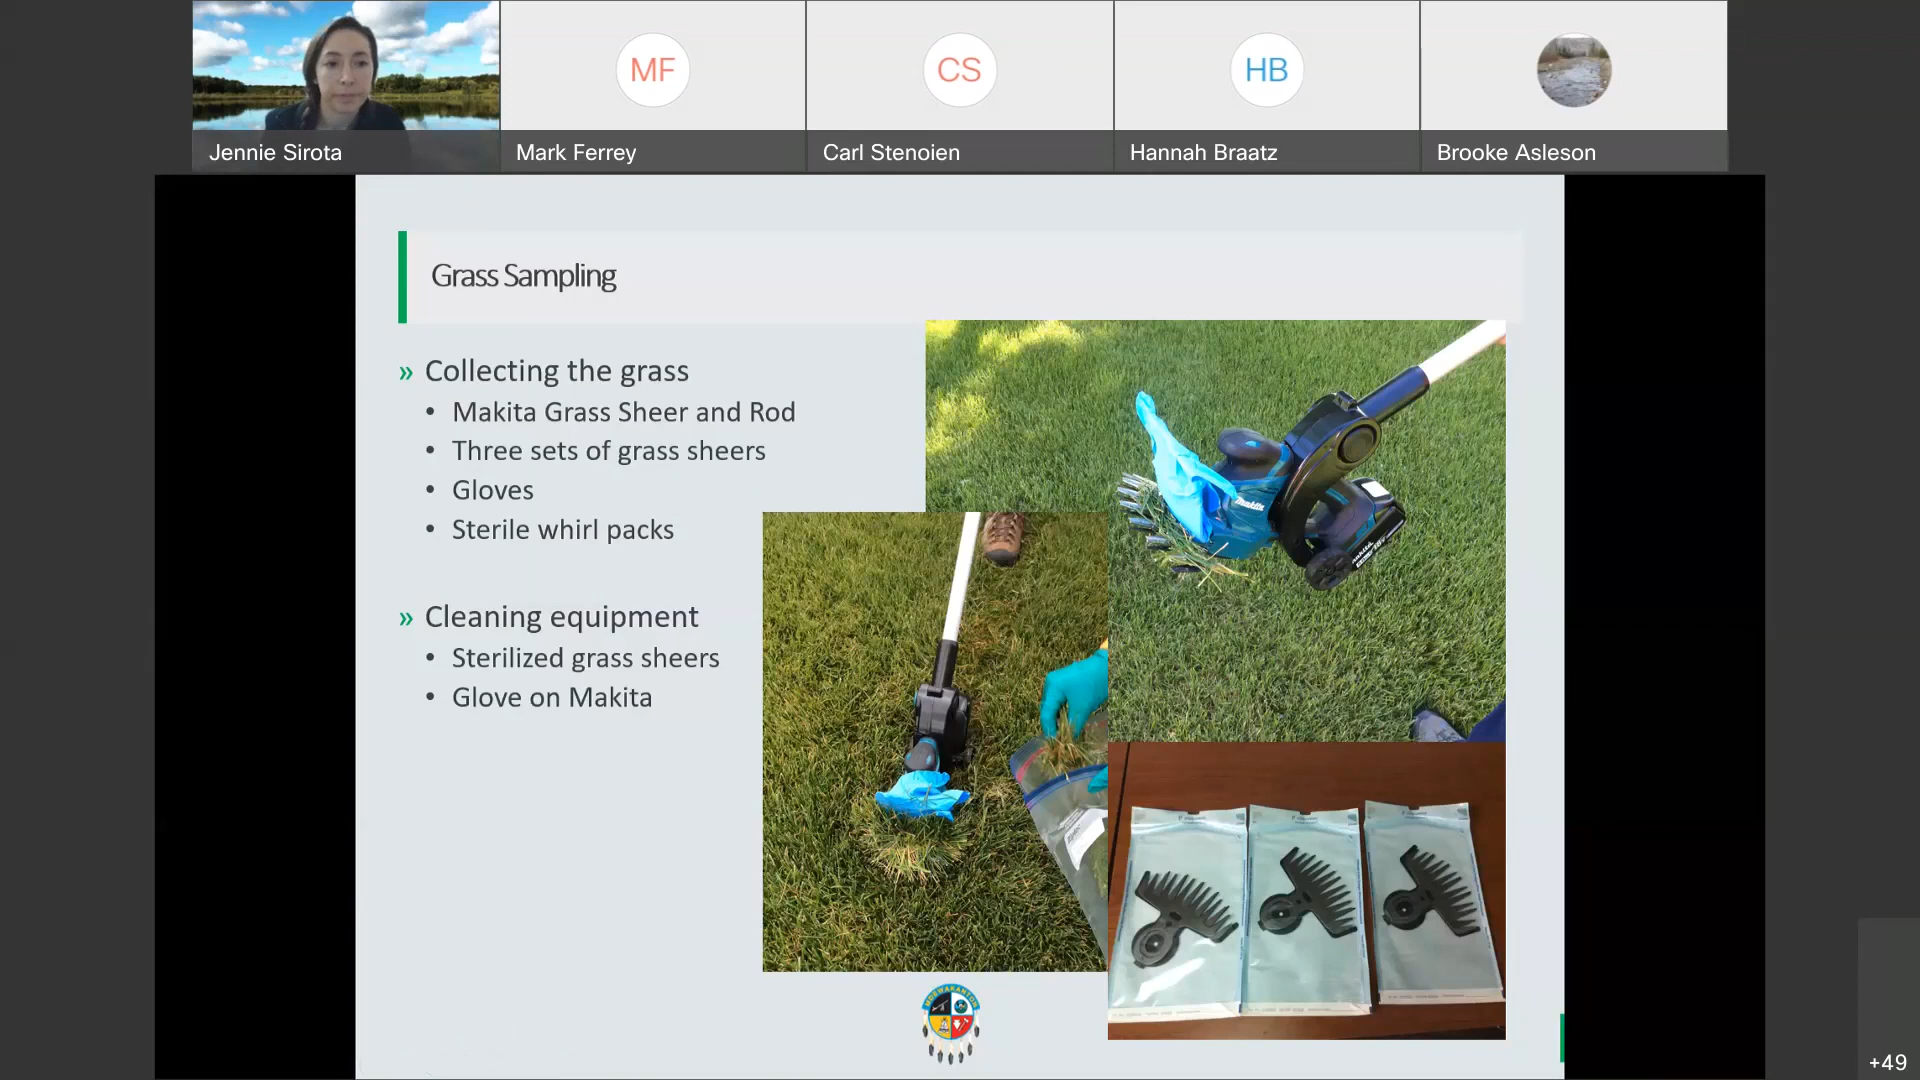 MF
CS
HB
Jennie Sirota
Mark Ferrey
Carl Stenoien
Hannah Braatz
Brooke Asleson
Grass Sampling
» Collecting the grass
• Makita Grass Sheer and Rod
• Three sets of grass sheers
• Gloves
• Sterile whirl packs
» Cleaning equipment
• Sterilized grass sheers
• Glove on Makita
makita
MDEWAKANTON
+49